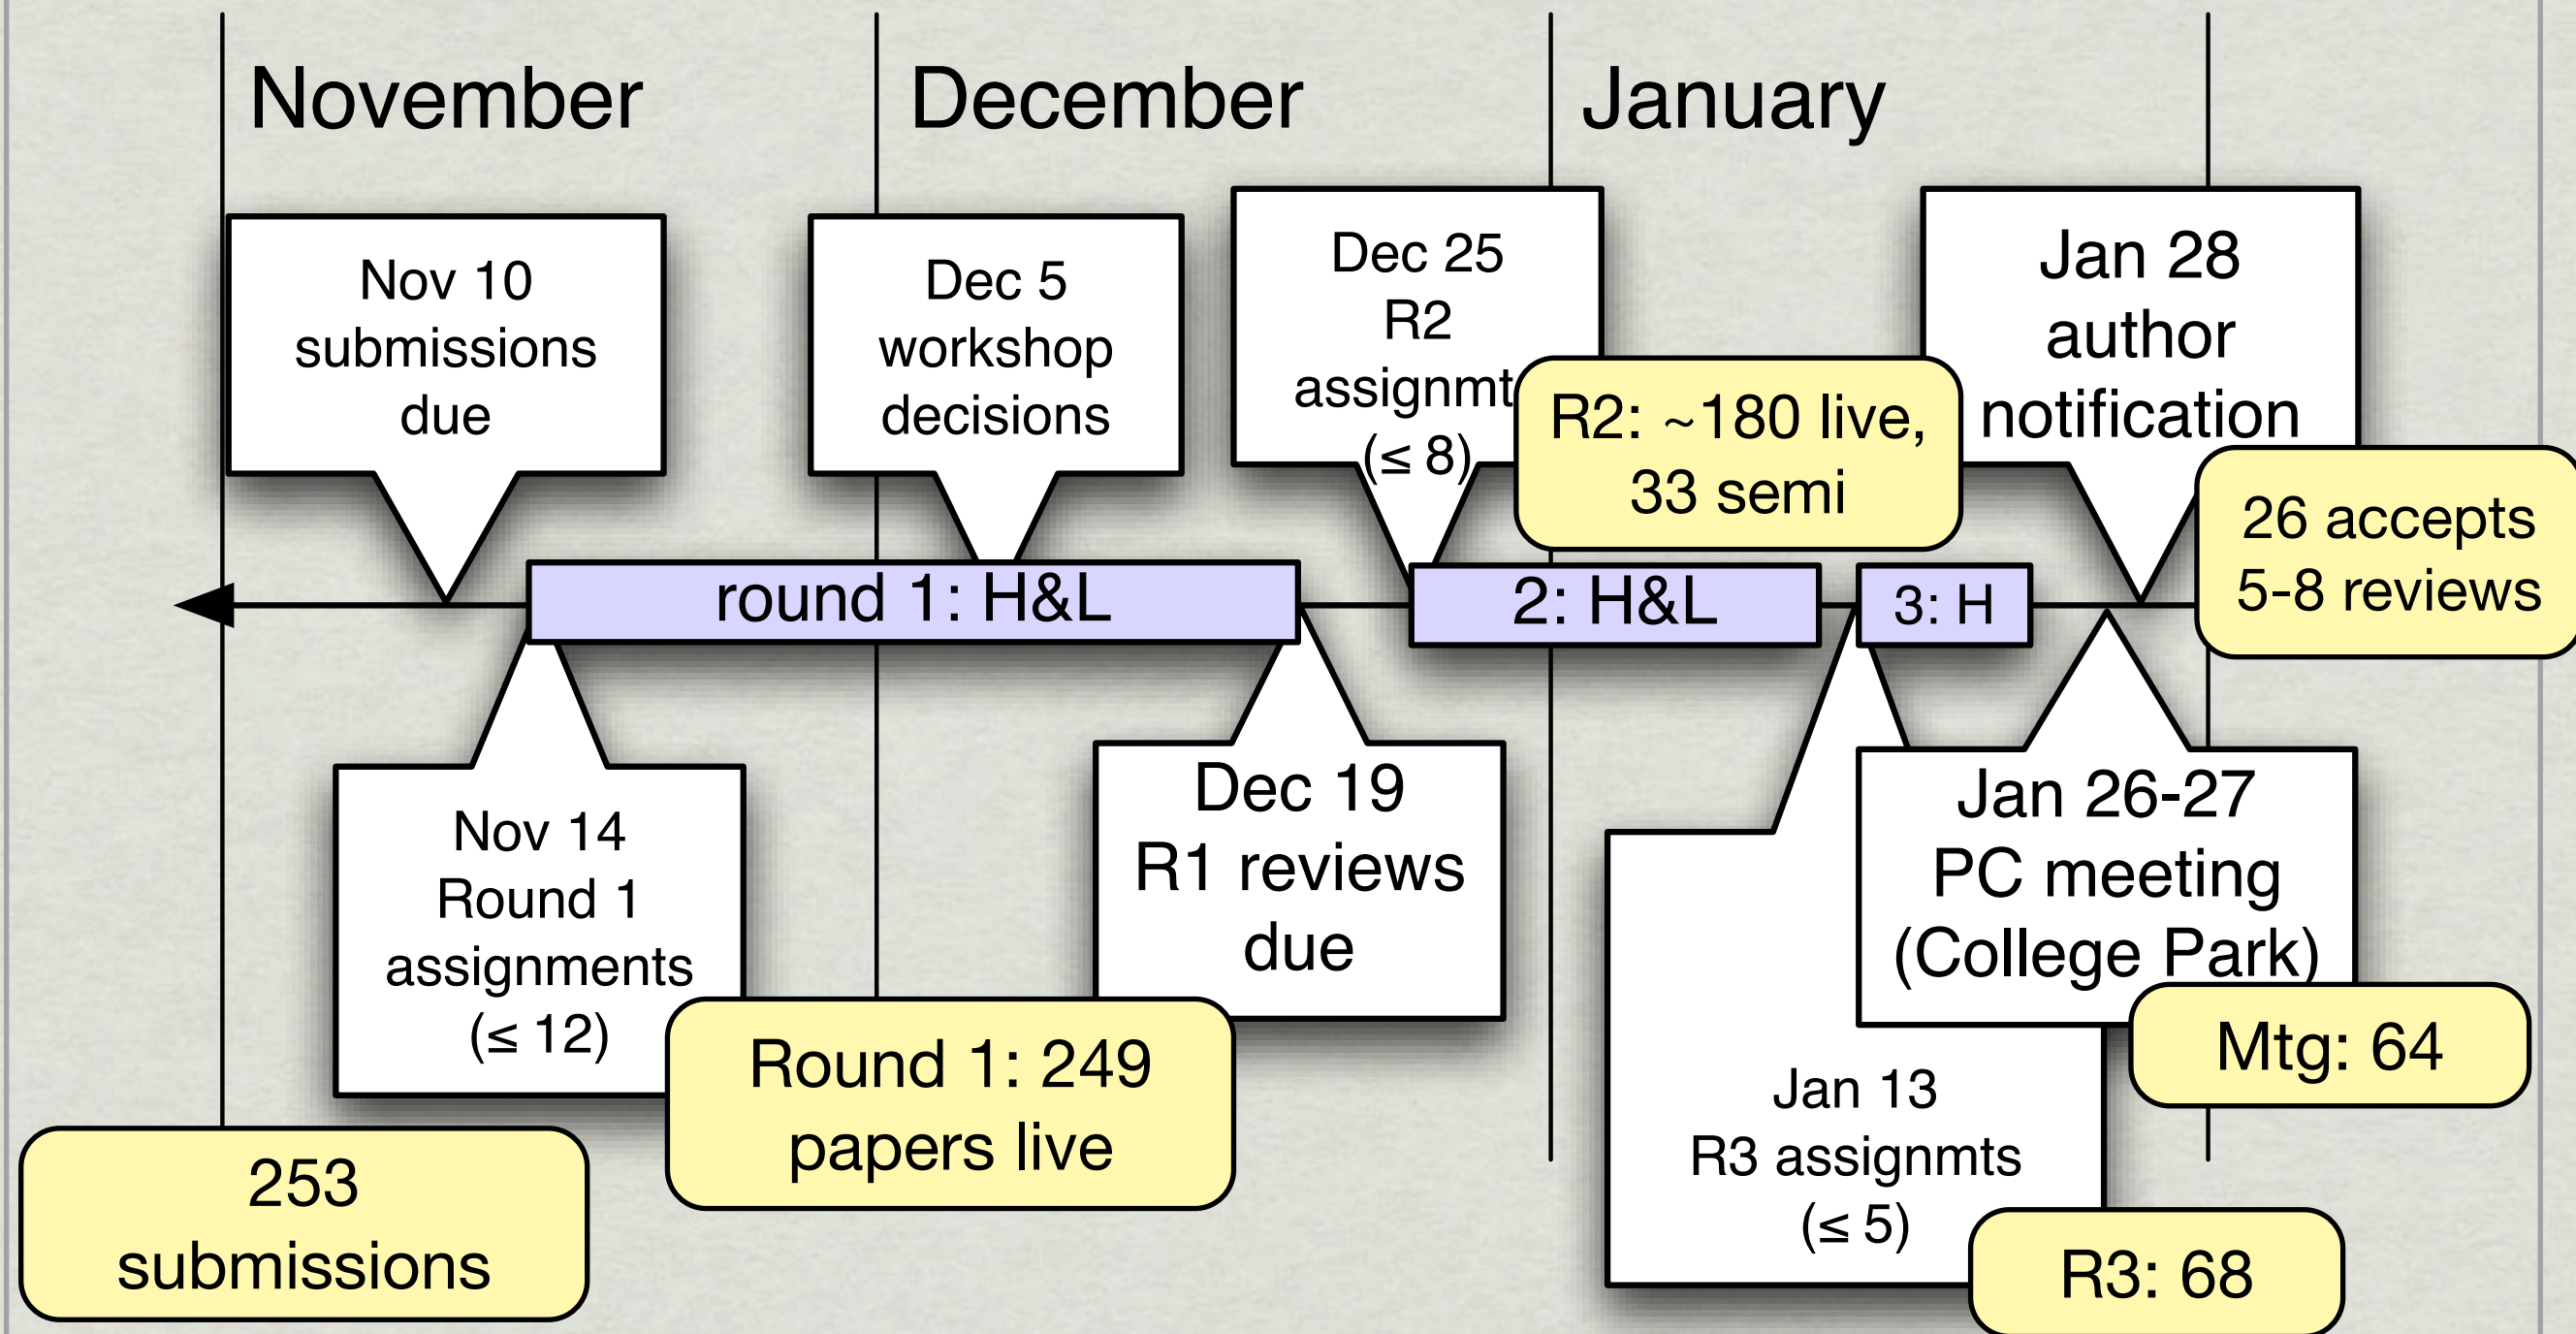 November
December
January
Nov 10
submissions
due
Dec 5
workshop
decisions
Dec 25
R2
assignmt
(≤ 8)
R2: ~180 live,
33 semi
Jan 28
author
notification
26 accepts
5-8 reviews
round 1: H&L
2: H&L
3: H
Nov 14
Round 1
assignments
(≤ 12)
Dec 19
R1 reviews
due
Jan 26-27
PC meeting
(College Park)
Mtg: 64
Round 1: 249
papers live
Jan 13
R3 assignmts
(≤ 5)
253
submissions
R3: 68